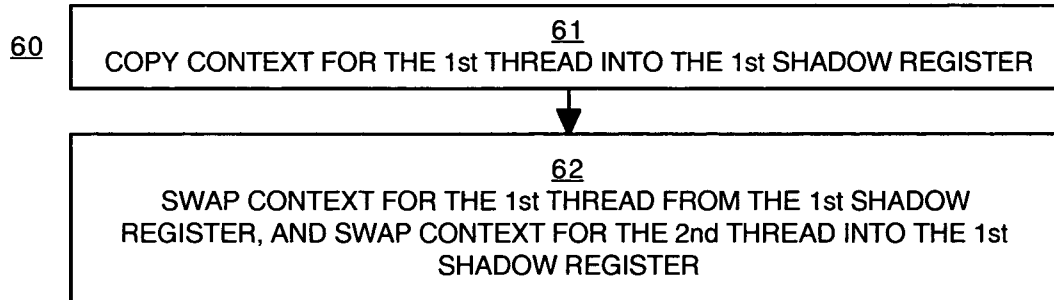 60
61
COPY CONTEXT FOR THE 1st THREAD INTO THE 1st SHADOW REGISTER
62
SWAP CONTEXT FOR THE 1st THREAD FROM THE 1st SHADOW
REGISTER, AND SWAP CONTEXT FOR THE 2nd THREAD INTO THE 1st
SHADOW REGISTER